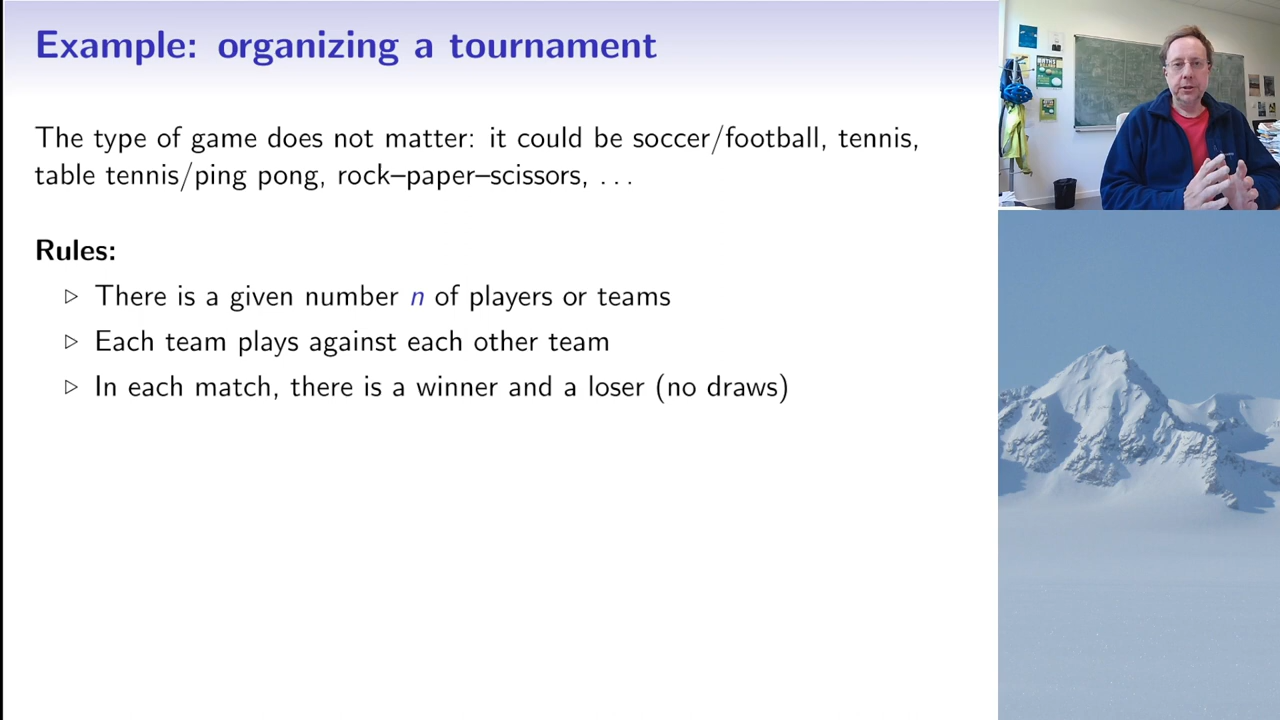 Example: organizing a tournament
The type of game does not matter: it could be soccer/football, tennis,
table tennis/ping pong, rock–paper–scissors, . . .
Rules:
▷ There is a given number n of players or teams
▷ Each team plays against each other team
▷ In each match, there is a winner and a loser (no draws)